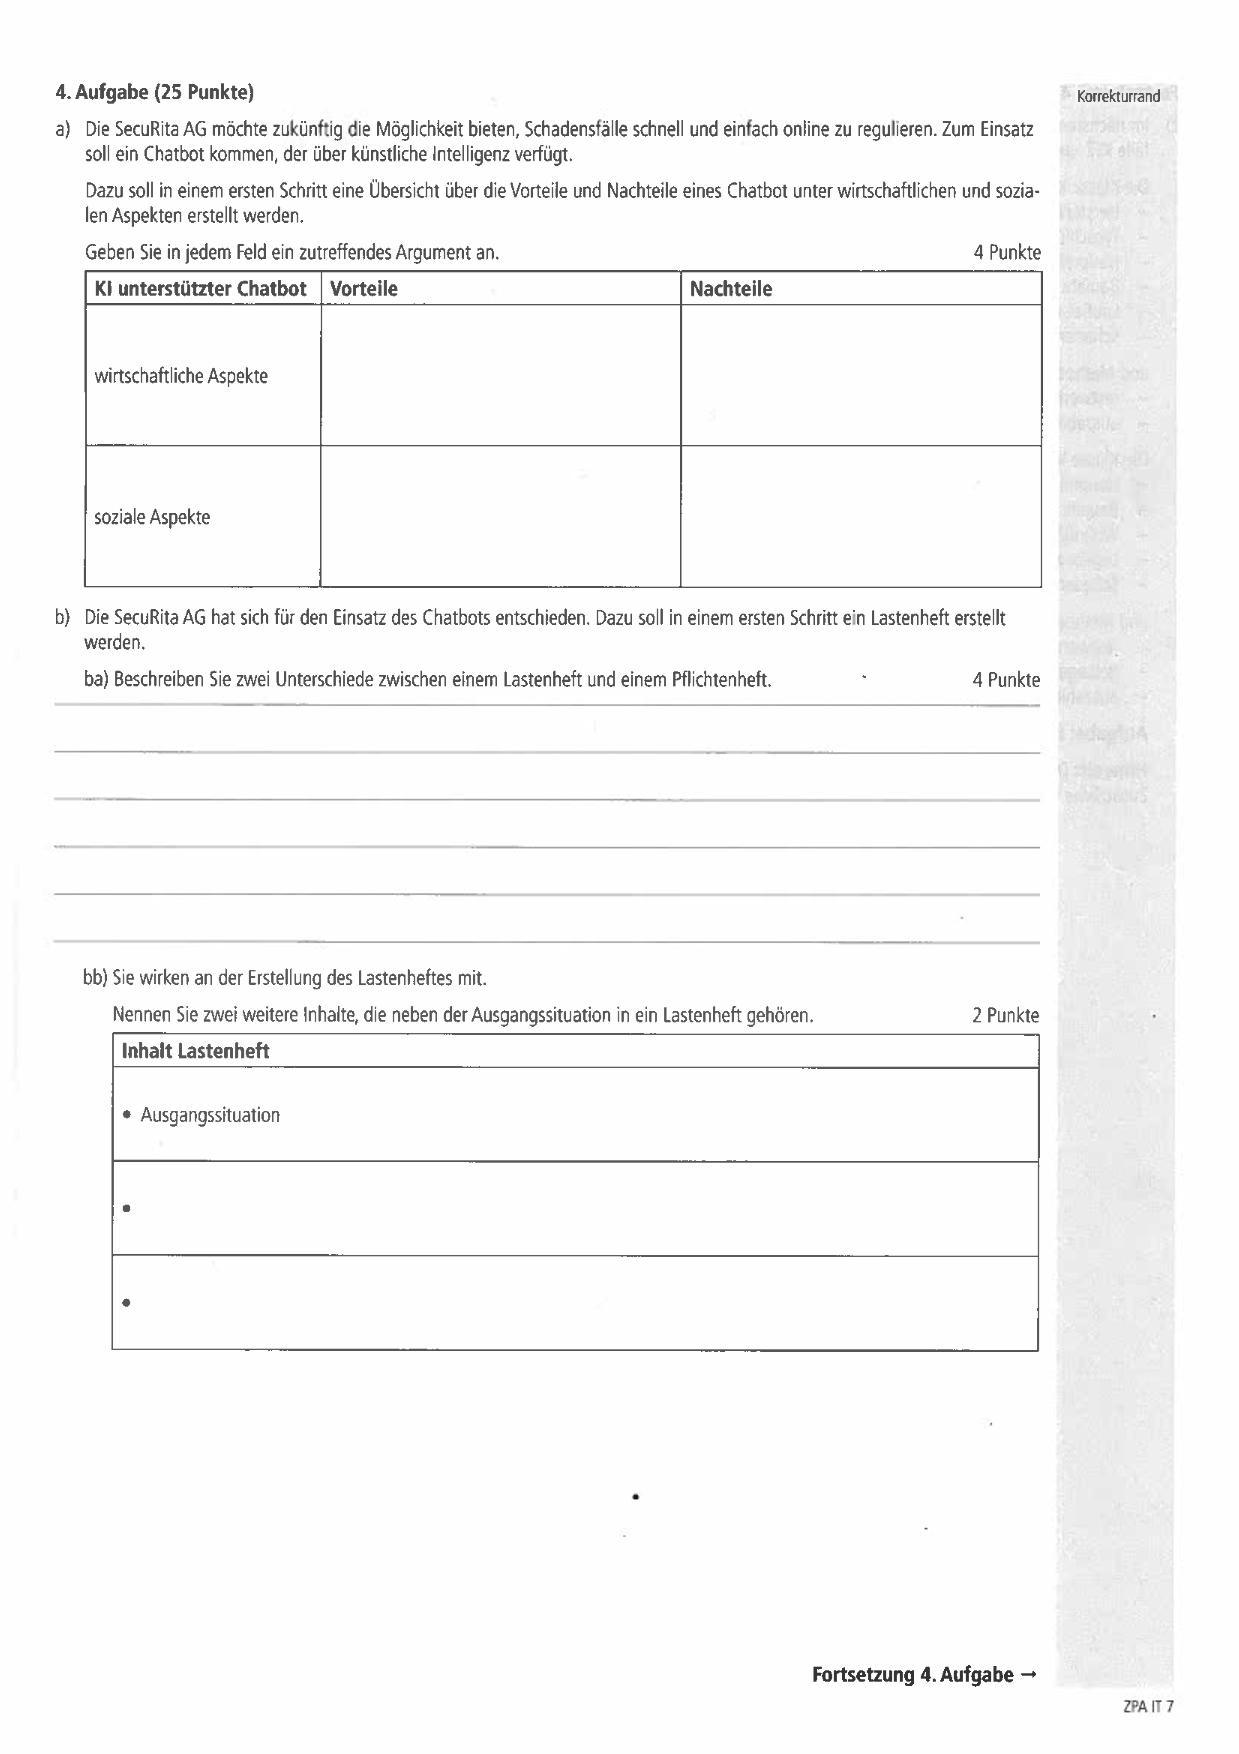 4. Aufgabe (25 Punkte)
Korrekturrand
a) Die SecuRita AG möchte zukünftig die Möglichkeit bieten, Schadensfälle schnell und einfach online zu regulieren. Zum Einsatz
soll ein Chatbot kommen, der über künstliche Intelligenz verfügt.
Dazu soll in einem ersten Schritt eine Übersicht über die Vorteile und Nachteile eines Chatbot unter wirtschaftlichen und sozia-
len Aspekten erstellt werden.
Geben Sie in jedem Feld ein zutreffendes Argument an. 4 Punkte
KI unterstützter Chatbot Vorteile Nachteile
wirtschaftliche Aspekte
soziale Aspekte
b) Die SecuRita AG hat sich für den Einsatz des Chatbots entschieden. Dazu soll in einem ersten Schritt ein Lastenheft erstellt
werden.
ba) Beschreiben Sie zwei Unterschiede zwischen einem Lastenheft und einem Pflichtenheft. 4 Punkte
bb) Sie wirken an der Erstellung des Lastenheftes mit.
Nennen Sie zwei weitere Inhalte, die neben der Ausgangssituation in ein Lastenheft gehören. 2 Punkte
Inhalt Lastenheft
• Ausgangssituation
•
•
Fortsetzung 4. Aufgabe →
ZPA IT 7